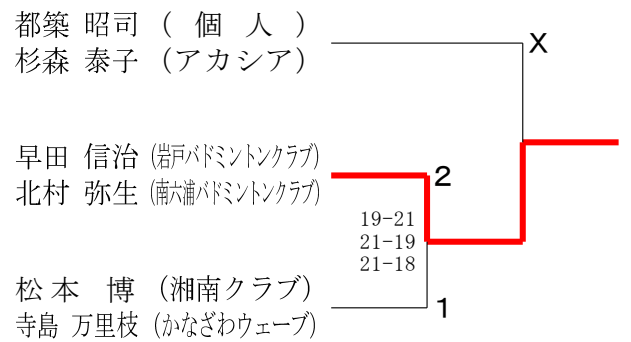 都築 昭司 (個人)
杉森 泰子 (アカシア)
X
早田 信治 (岩戸バドミントンクラブ)
北村 弥生 (南六浦バドミントンクラブ)
2
19-21
21-19
21-18
松本 博 (湘南クラブ)
寺島 万里枝 (かなざわウェーブ)
1